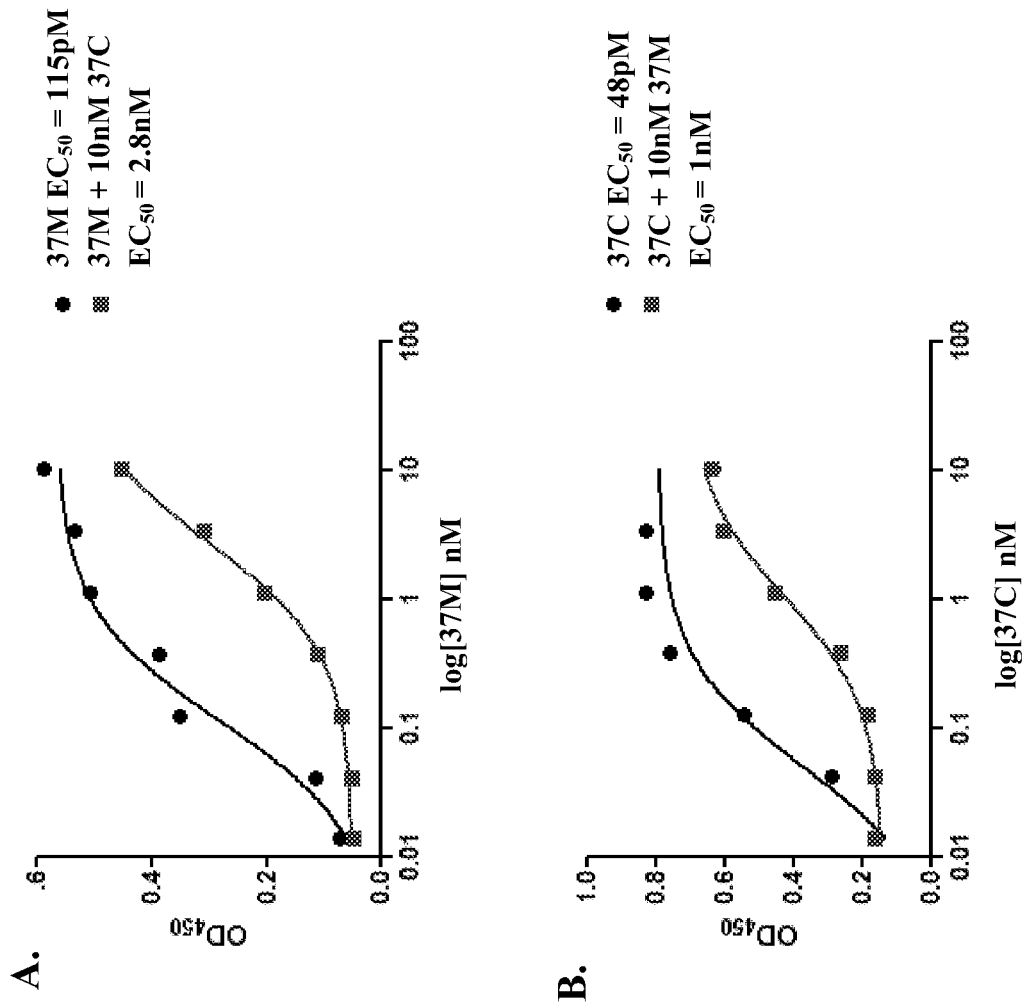 A.
OD450
.6
0.4
0.2
0.0
0.01
0.11
1
10
100
log[37M] nM
37M EC50 = 115pM
37M + 10nM 37C
EC50 = 2.8nM
B.
OD450
1.0
0.8
0.6
0.4
0.2
0.0
0.01
0.11
1
10
100
log[37C] nM
37C EC50 = 48pM
37C + 10nM 37M
EC50 = 1nM